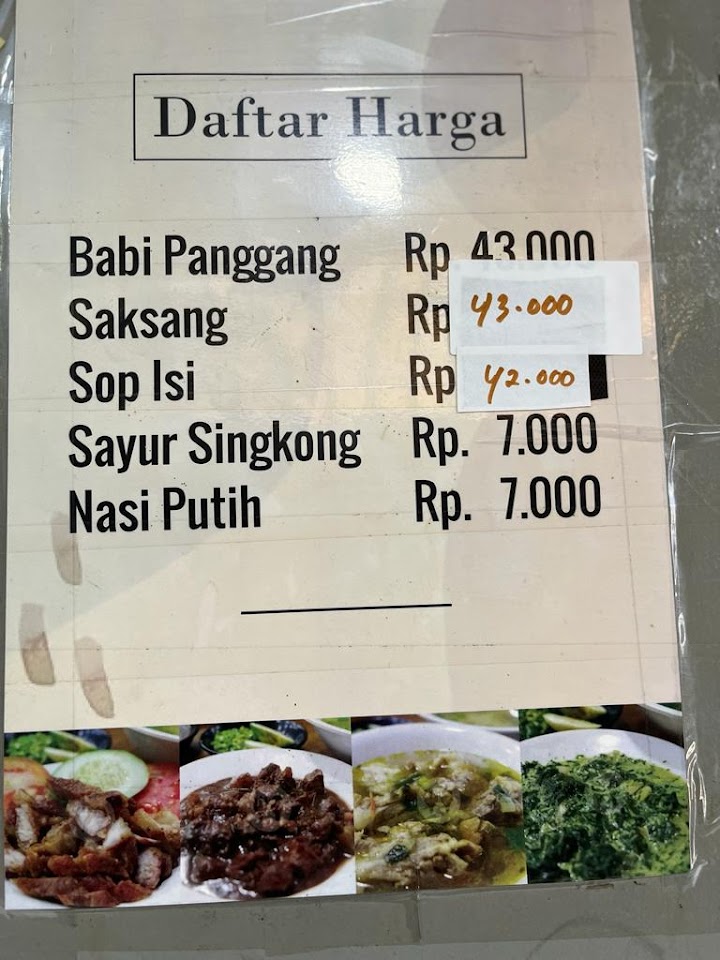 Daftar Harga
Babi Panggang Rp 43.000
Saksang Rp 43.000
Sop Isi Rp 42.000
Sayur Singkong Rp. 7.000
Nasi Putih Rp. 7.000